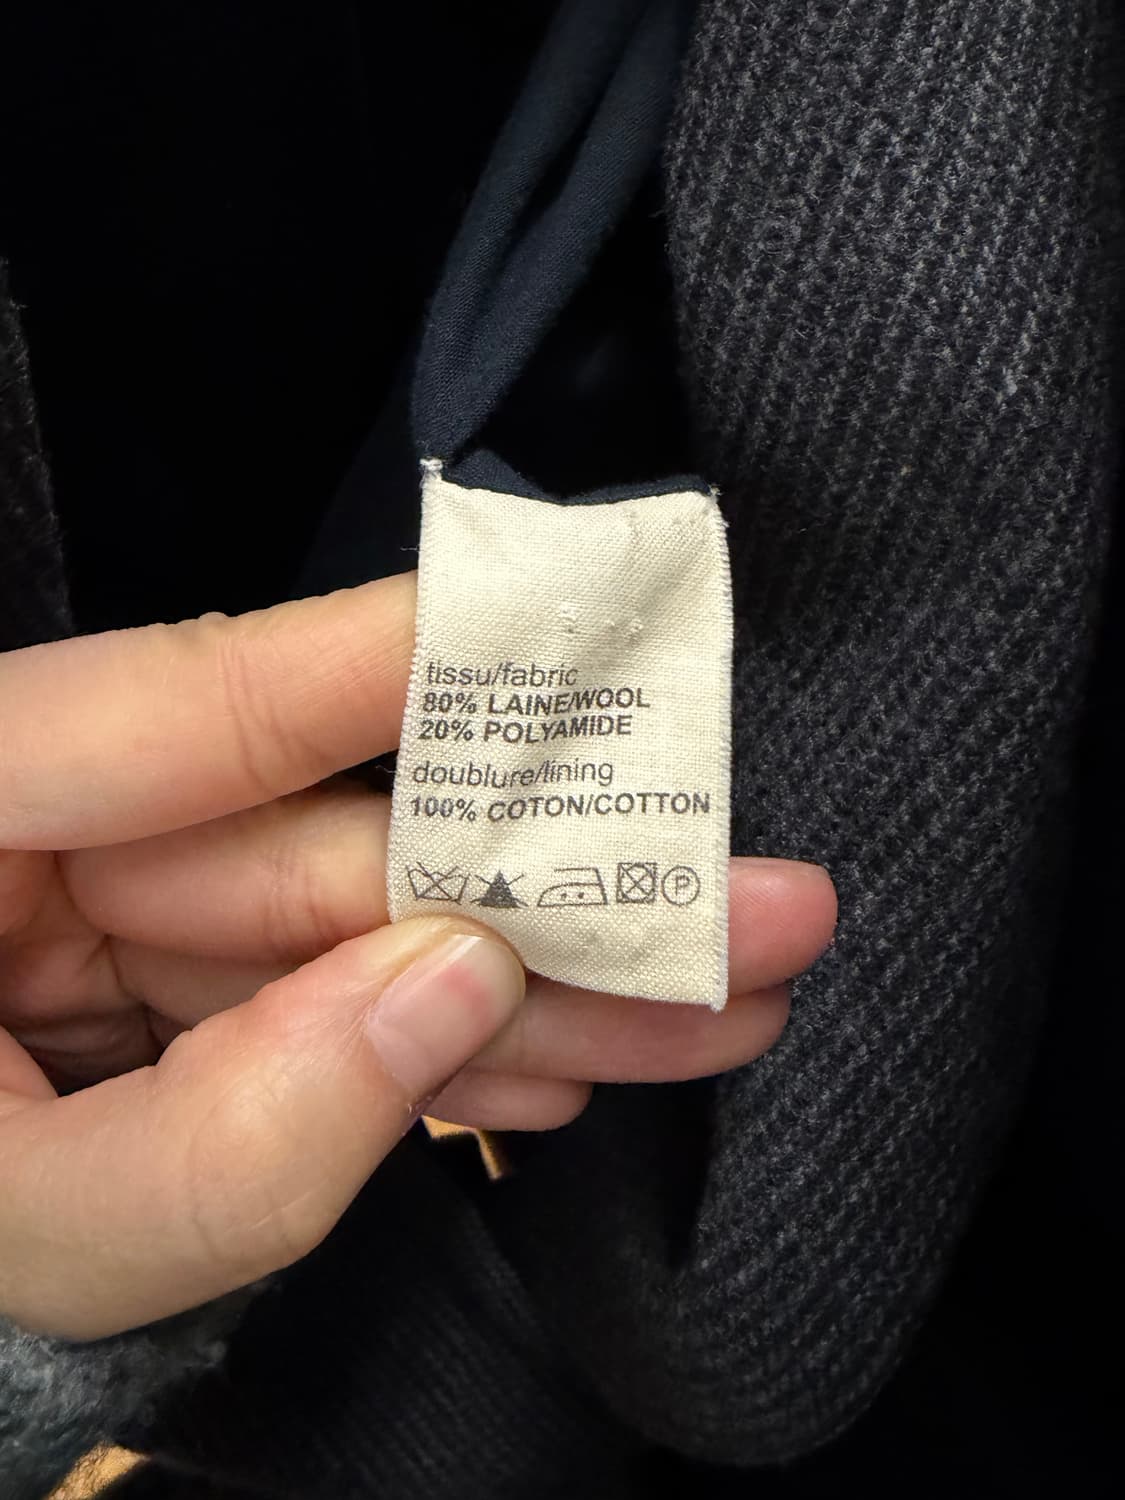 tissu/fabric
80% LAINE/WOOL
20% POLYAMIDE
doublure/lining
100% COTON/COTTON
P